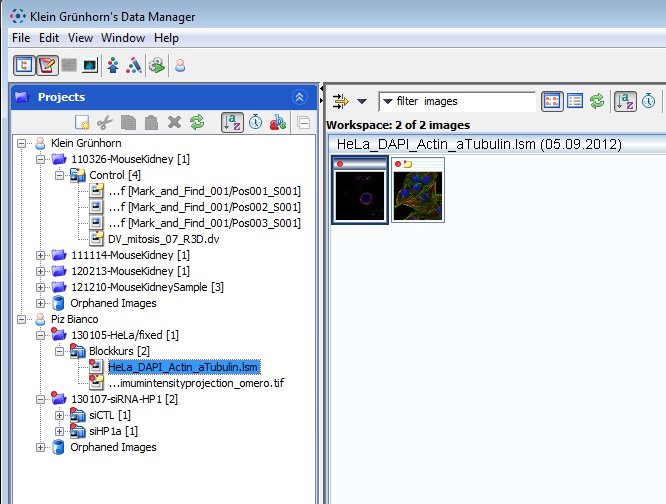 Klein Grünhorn's Data Manager
File Edit View Window Help
Projects
filter images
Workspace: 2 of 2 images
HeLa_DAPI_Actin_aTubulin.lsm (05.09.2012)
Klein Grünhorn
110326-MouseKidney [1]
Control [4]
...f [Mark_and_Find_001/Pos001_S001]
...f [Mark_and_Find_001/Pos002_S001]
...f [Mark_and_Find_001/Pos003_S001]
DV_mitosis_07_R3D.dv
111114-MouseKidney [1]
120213-MouseKidney [1]
121210-MouseKidneySample [3]
Orphaned Images
Piz Bianco
130105-HeLa/fixed [1]
Blockkurs [2]
HeLa_DAPI_Actin_aTubulin.lsm
...imumintensityprojection_omero.tif
130107-siRNA-HP1 [2]
siCTL [1]
siHP1a [1]
Orphaned Images